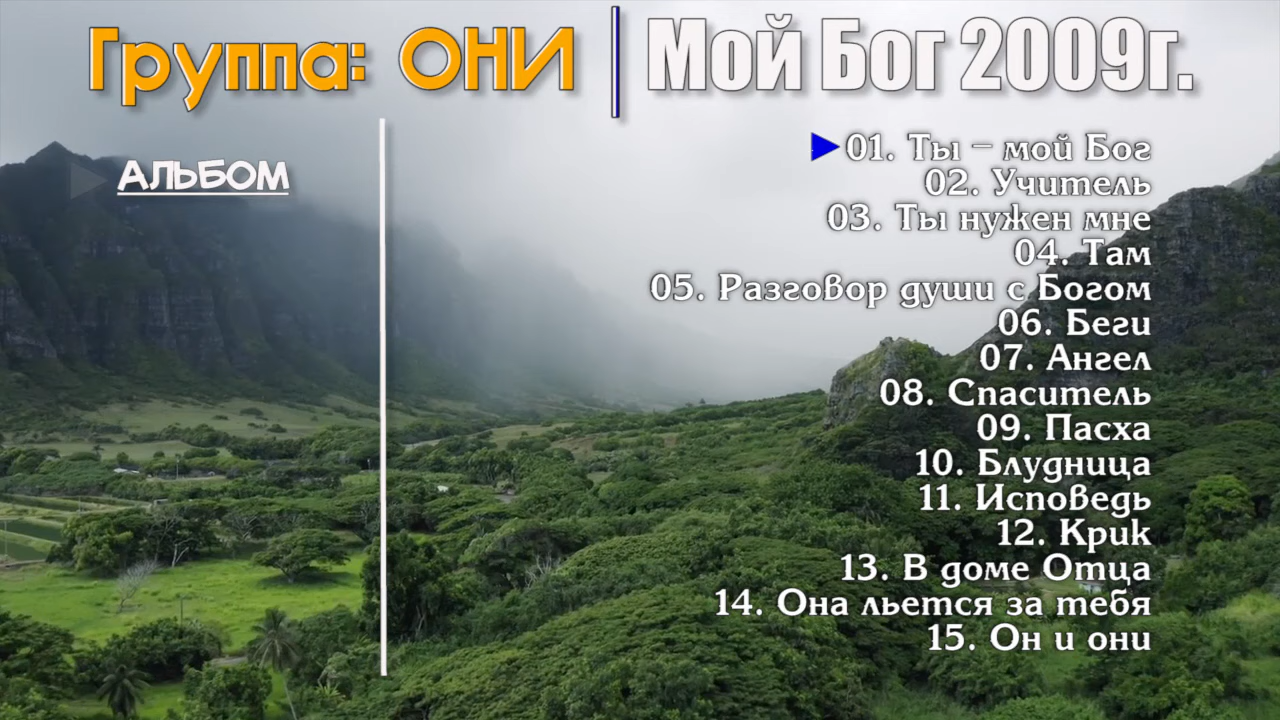 Группа: ОНИ | Мой Бог 2009г.
АЛЬБОМ
01. Ты – мой Бог
02. Учитель
03. Ты нужен мне
04. Там
05. Разговор души с Богом
06. Беги
07. Ангел
08. Спаситель
09. Пасха
10. Блудница
11. Исповедь
12. Крик
13. В доме Отца
14. Она льется за тебя
15. Он и они